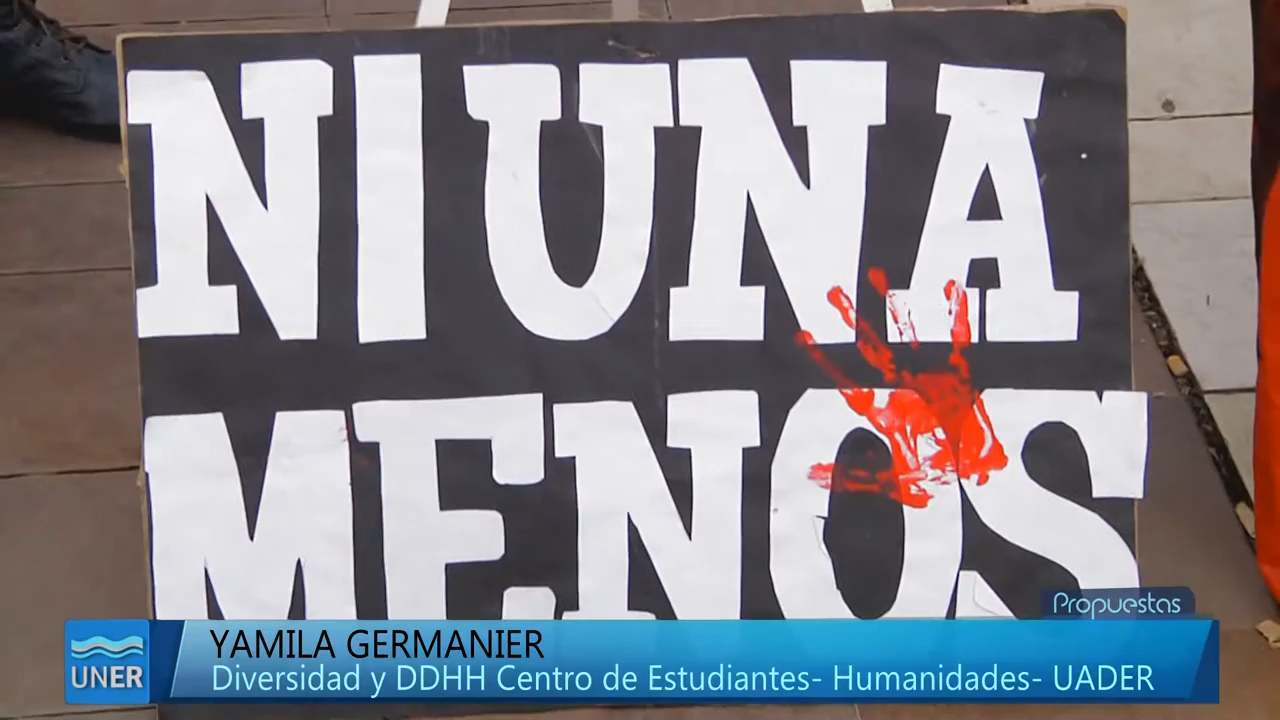 NI UNA
MENOS
Propuestas
UNER
YAMILA GERMANIER
Diversidad y DDHH Centro de Estudiantes- Humanidades- UADER